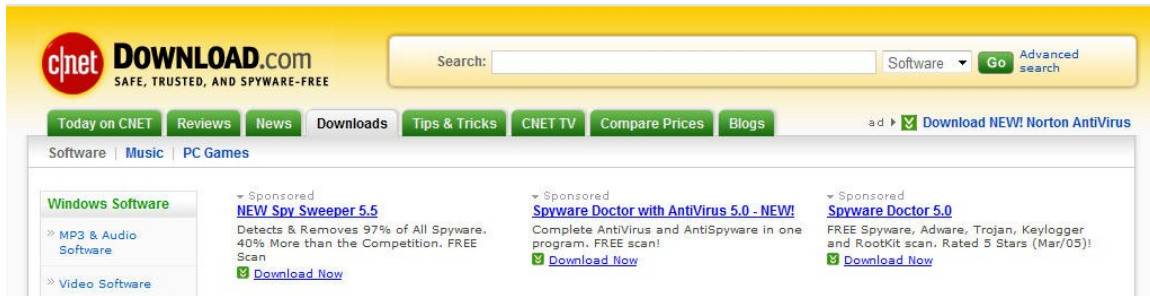 c|net DOWNLOAD.com
SAFE, TRUSTED, AND SPYWARE-FREE
Search: Software Go Advanced search
Today on CNET Reviews News Downloads Tips & Tricks CNET TV Compare Prices Blogs
ad Download NEW! Norton AntiVirus
Software | Music | PC Games
Windows Software
» MP3 & Audio
Software
» Video Software
Sponsored
NEW Spy Sweeper 5.5
Detects & Removes 97% of All Spyware.
40% More than the Competition. FREE
Scan
Download Now
Sponsored
Spyware Doctor with AntiVirus 5.0 - NEW!
Complete AntiVirus and AntiSpyware in one
program. FREE scan!
Download Now
Sponsored
Spyware Doctor 5.0
FREE Spyware, Adware, Trojan, Keylogger
and RootKit scan. Rated 5 Stars (Mar/05)!
Download Now